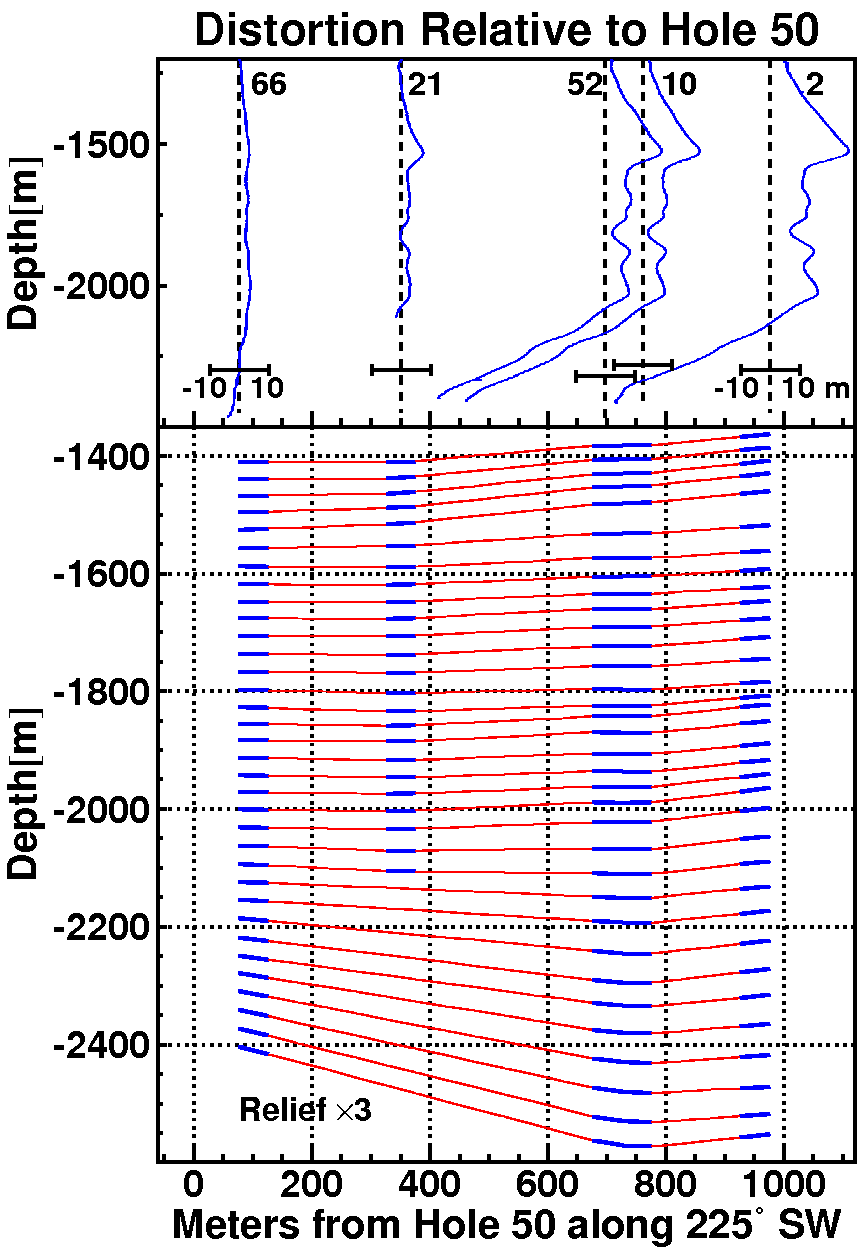 Distortion Relative to Hole 50
66 21 52 10 2
-1500
Depth[m]
-2000
-10 10 -10 10 m
-1400
-1600
-1800
Depth[m]
-2000
-2200
-2400
Relief ×3
0 200 400 600 800 1000
Meters from Hole 50 along 225° SW